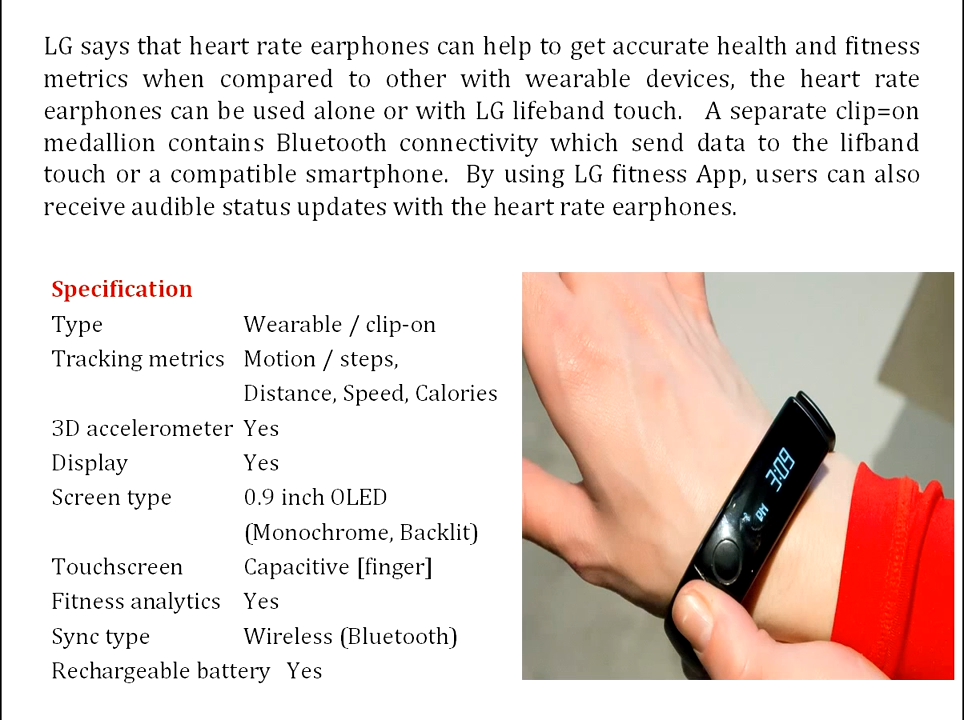 LG says that heart rate earphones can help to get accurate health and fitness
metrics when compared to other with wearable devices, the heart rate
earphones can be used alone or with LG lifeband touch. A separate clip=on
medallion contains Bluetooth connectivity which send data to the lifband
touch or a compatible smartphone. By using LG fitness App, users can also
receive audible status updates with the heart rate earphones.
Specification
Type Wearable / clip-on
Tracking metrics Motion / steps,
Distance, Speed, Calories
3D accelerometer Yes
Display Yes
Screen type 0.9 inch OLED
(Monochrome, Backlit)
Touchscreen Capacitive [finger]
Fitness analytics Yes
Sync type Wireless (Bluetooth)
Rechargeable battery Yes
3:09
PM